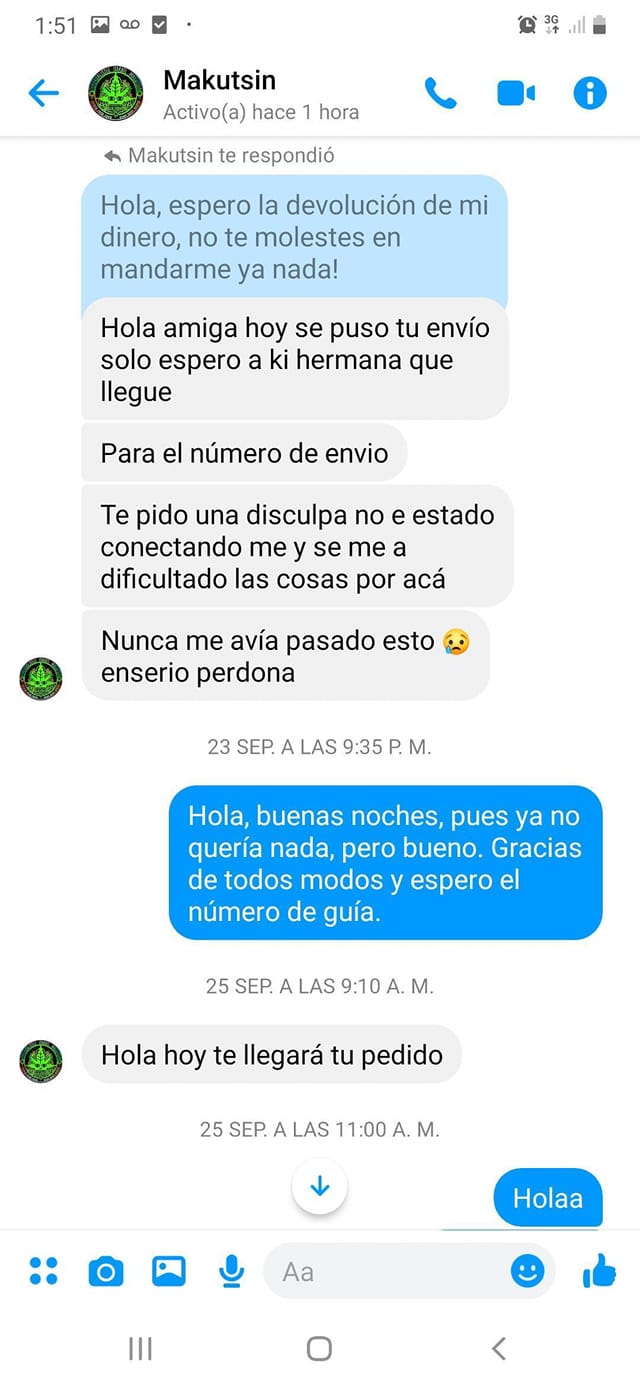 1:51
3G
Makutsin
Activo(a) hace 1 hora
Makutsin te respondió
Hola, espero la devolución de mi
dinero, no te molestes en
mandarme ya nada!
Hola amiga hoy se puso tu envío
solo espero a ki hermana que
llegue
Para el número de envio
Te pido una disculpa no e estado
conectando me y se me a
dificultado las cosas por acá
Nunca me avía pasado esto 😢
enserio perdona
23 SEP. A LAS 9:35 P. M.
Hola, buenas noches, pues ya no
quería nada, pero bueno. Gracias
de todos modos y espero el
número de guía.
25 SEP. A LAS 9:10 A. M.
Hola hoy te llegará tu pedido
25 SEP. A LAS 11:00 A. M.
Holaa
Aa